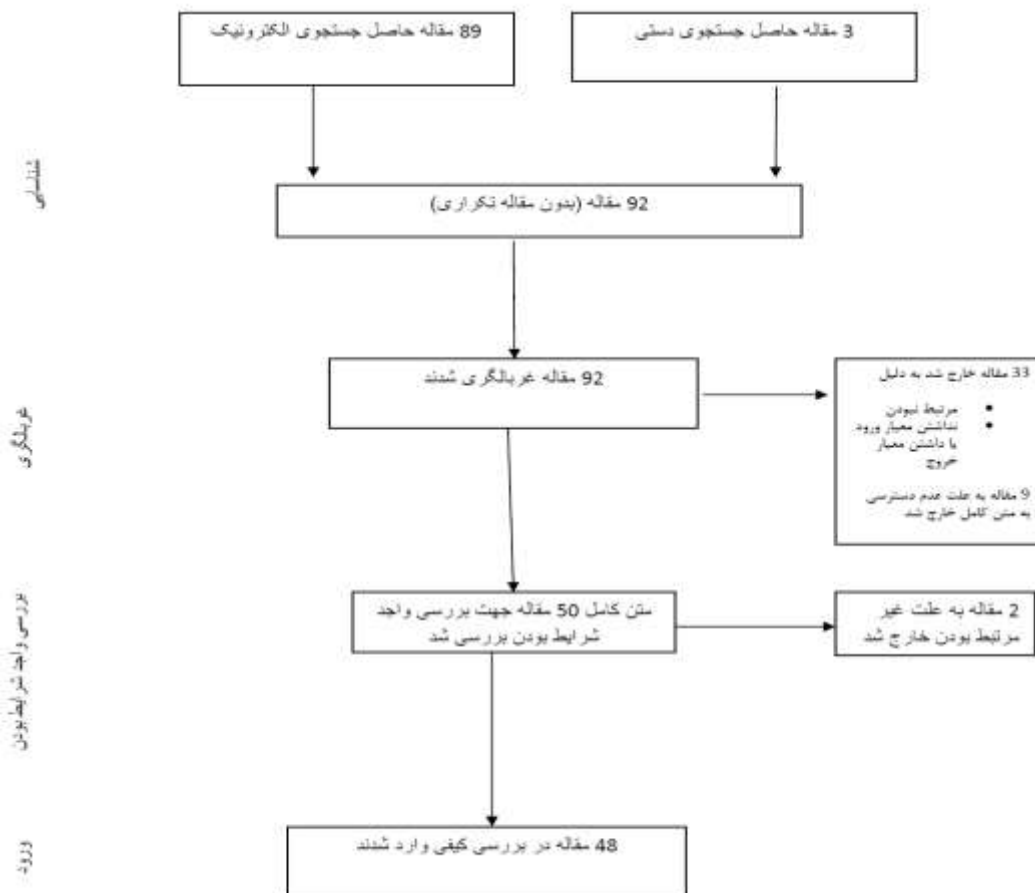 3 مقاله حاصل جستجوی دستی
89 مقاله حاصل جستجوی الکترونیک
شناسایی
92 مقاله (بدون مقاله تکراری)
غربالگری
92 مقاله غربالگری شدند
33 مقاله خارج شد به دلیل
• مرتبط نبودن
• نداشتن معیار ورود
یا داشتن معیار
خروج
9 مقاله به علت عدم دسترسی
به متن کامل خارج شد
بررسی واجد شرایط بودن
متن کامل 50 مقاله جهت بررسی واجد
شرایط بودن بررسی شد
2 مقاله به علت غیر
مرتبط بودن خارج شد
ورود
48 مقاله در بررسی کیفی وارد شدند